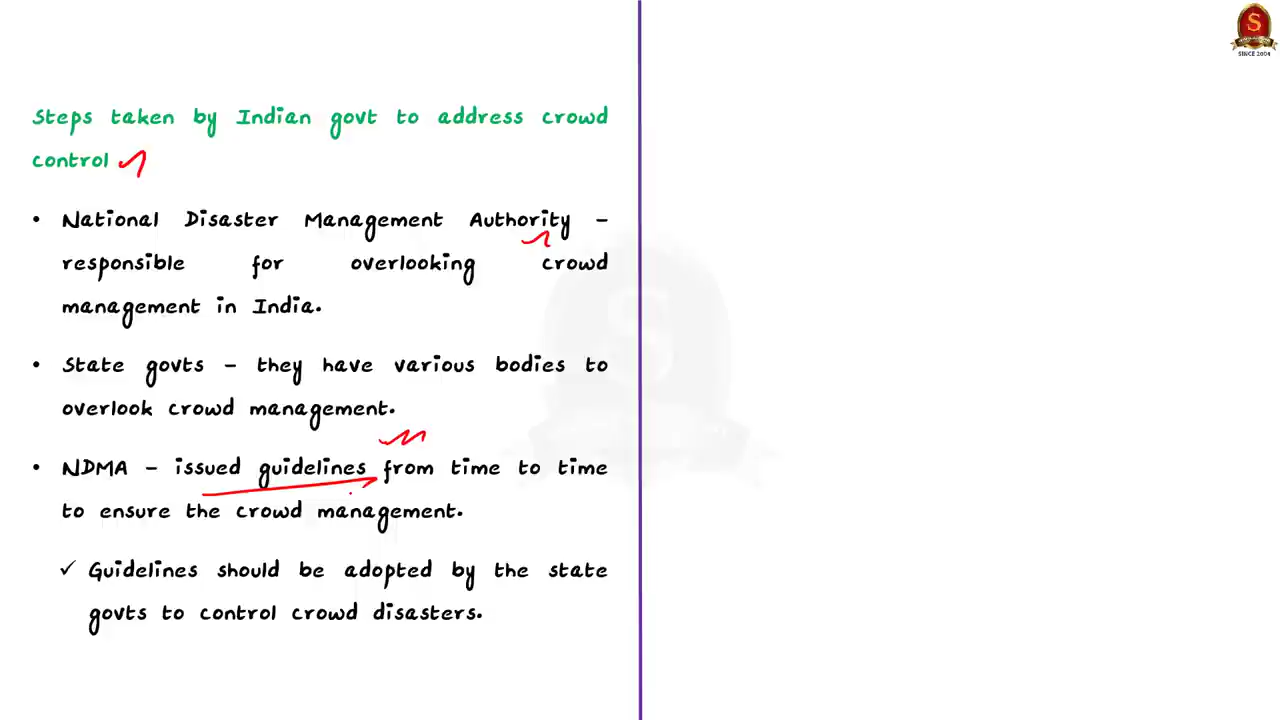 Steps taken by Indian govt to address crowd
control
• National Disaster Management Authority –
responsible for overlooking crowd
management in India.
• State govts – they have various bodies to
overlook crowd management.
• NDMA – issued guidelines from time to time
to ensure the crowd management.
✓ Guidelines should be adopted by the state
govts to control crowd disasters.
S
SINCE 2004